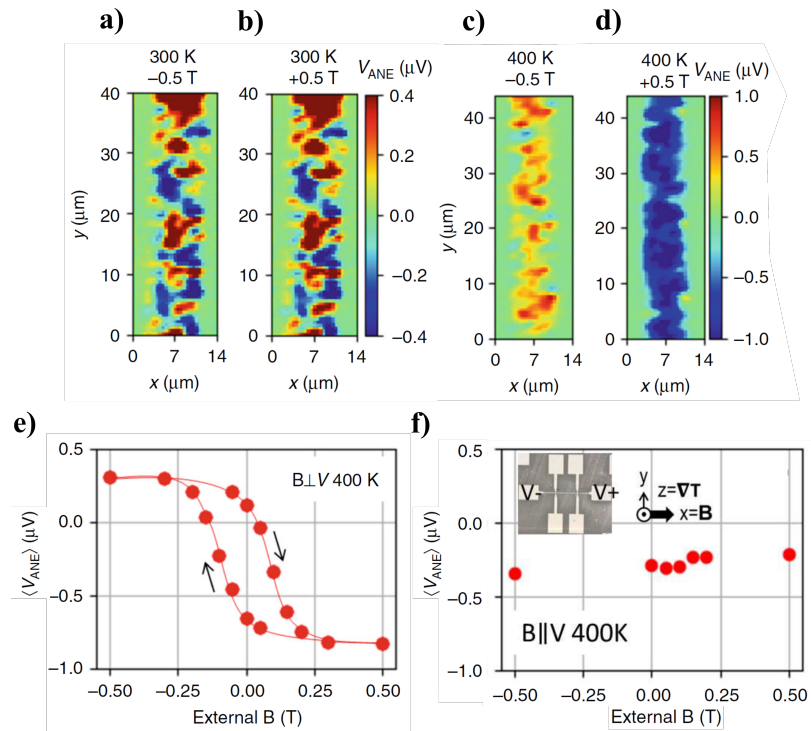 a)
b)
c)
d)
300 K
−0.5 T
300 K
+0.5 T
V_ANE (μV)
400 K
−0.5 T
400 K
+0.5 T
V_ANE (μV)
40
30
20
10
0
y (μm)
0 7 14
x (μm)
40
30
20
10
0
0 7 14
x (μm)
0.4
0.2
0.0
−0.2
−0.4
40
30
20
10
0
y (μm)
0 7 14
x (μm)
40
30
20
10
0
0 7 14
x (μm)
1.0
0.5
0.0
−0.5
−1.0
e)
0.5
0.0
−0.5
−1.0
⟨V_ANE⟩ (μV)
B⊥V 400 K
−0.50 −0.25 0.00 0.25 0.50
External B (T)
f)
0.5
0.0
−0.5
−1.0
⟨V_ANE⟩ (μV)
V-
V+
y
z=∇T
x=B
B∥V 400K
−0.50 −0.25 0.00 0.25 0.50
External B (T)